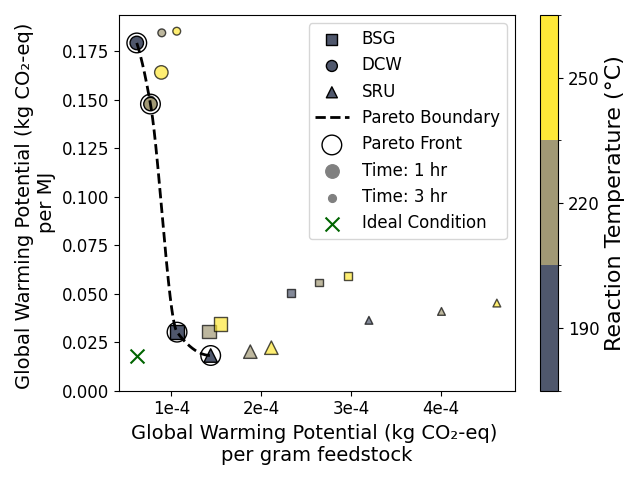 Global Warming Potential (kg CO₂-eq)
per MJ
0.175
0.150
0.125
0.100
0.075
0.050
0.025
0.000
1e-4
2e-4
3e-4
4e-4
Global Warming Potential (kg CO₂-eq)
per gram feedstock
BSG
DCW
SRU
Pareto Boundary
Pareto Front
Time: 1 hr
Time: 3 hr
Ideal Condition
250
220
190
Reaction Temperature (°C)